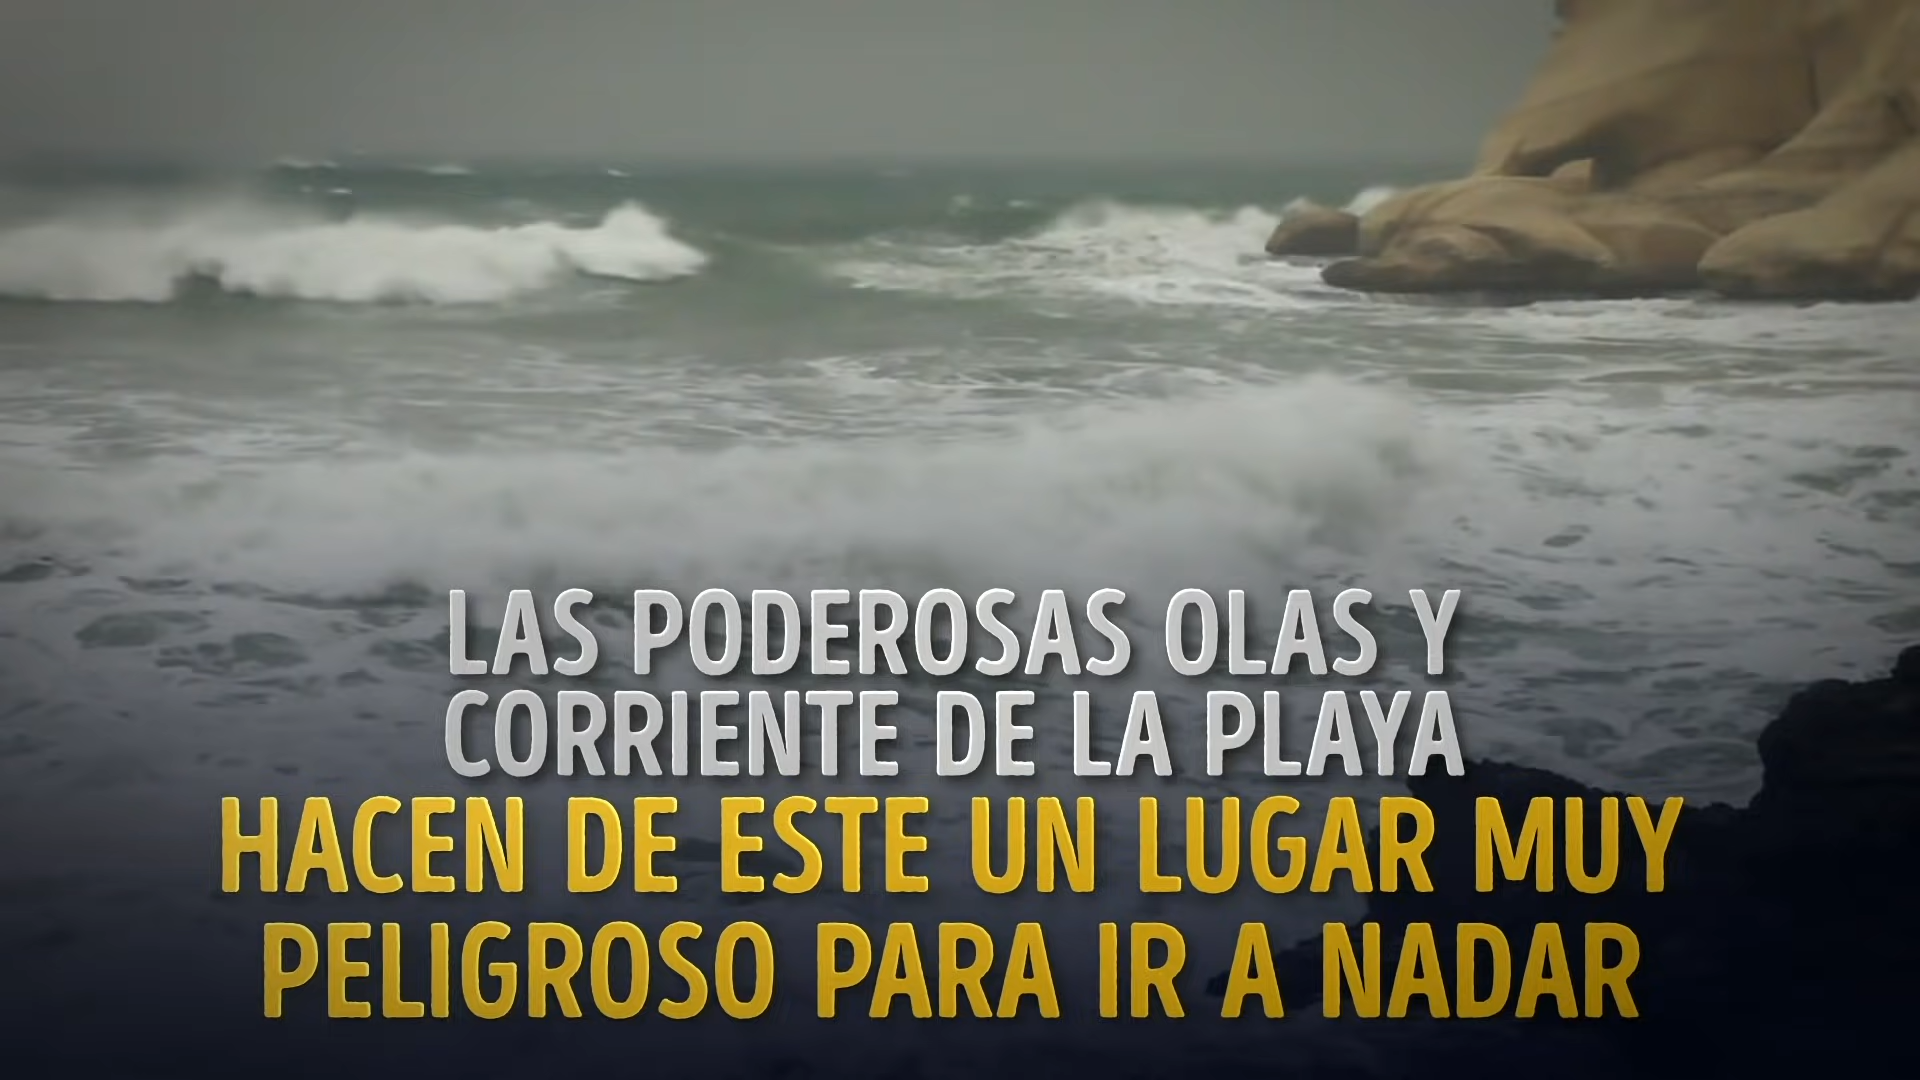 LAS PODEROSAS OLAS Y
CORRIENTE DE LA PLAYA
HACEN DE ESTE UN LUGAR MUY
PELIGROSO PARA IR A NADAR